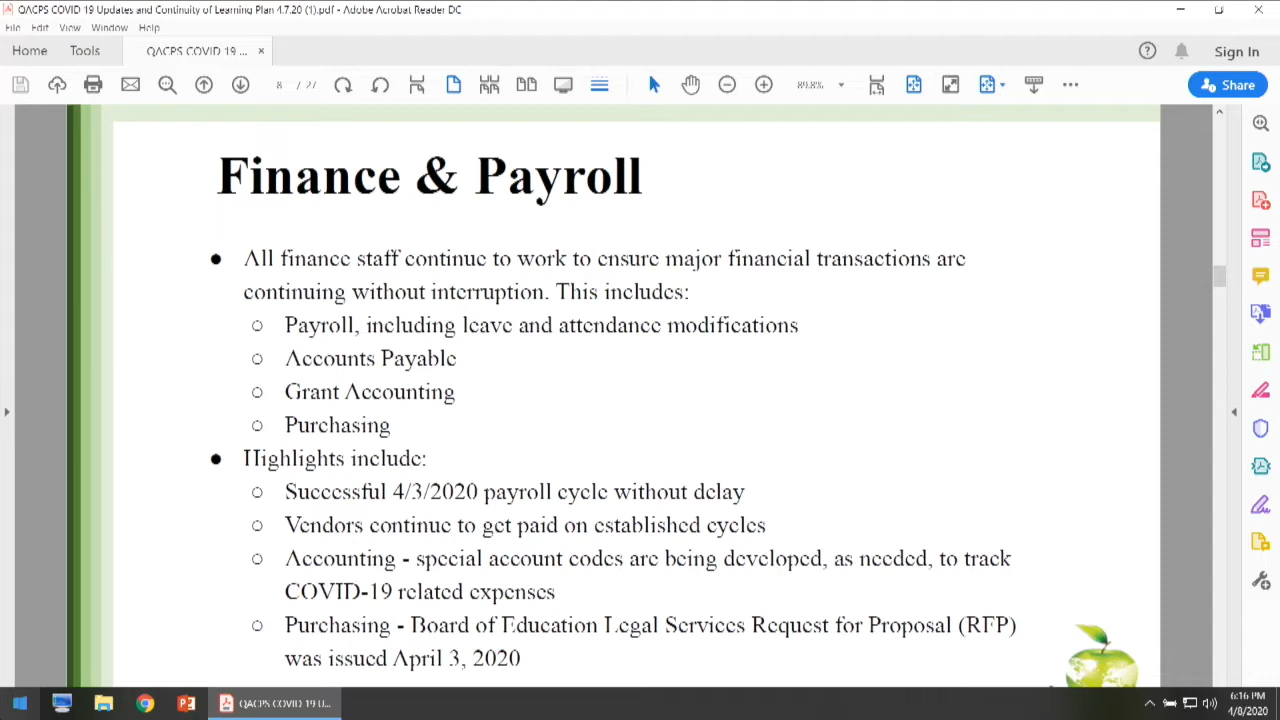 QACPS COVID 19 Updates and Continuity of Learning Plan 4.7.20 (1).pdf - Adobe Acrobat Reader DC
File Edit View Window Help
Home Tools QACPS COVID 19 ... × Sign In
8 / 27 89.8% Share
Finance & Payroll
● All finance staff continue to work to ensure major financial transactions are
continuing without interruption. This includes:
○ Payroll, including leave and attendance modifications
○ Accounts Payable
○ Grant Accounting
○ Purchasing
● Highlights include:
○ Successful 4/3/2020 payroll cycle without delay
○ Vendors continue to get paid on established cycles
○ Accounting - special account codes are being developed, as needed, to track
COVID-19 related expenses
○ Purchasing - Board of Education Legal Services Request for Proposal (RFP)
was issued April 3, 2020
QACPS COVID 19 U...
6:16 PM
4/8/2020